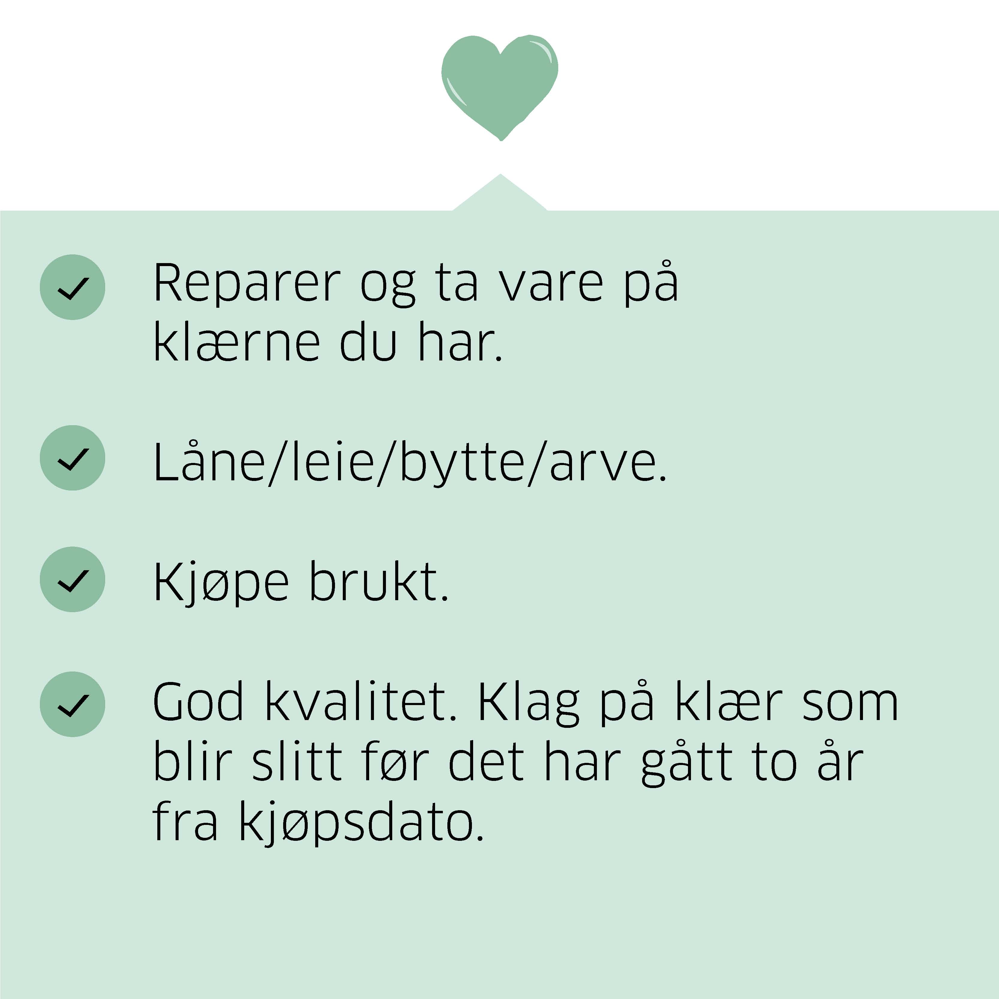 Reparer og ta vare på
klærne du har.
Låne/leie/bytte/arve.
Kjøpe brukt.
God kvalitet. Klag på klær som
blir slitt før det har gått to år
fra kjøpsdato.